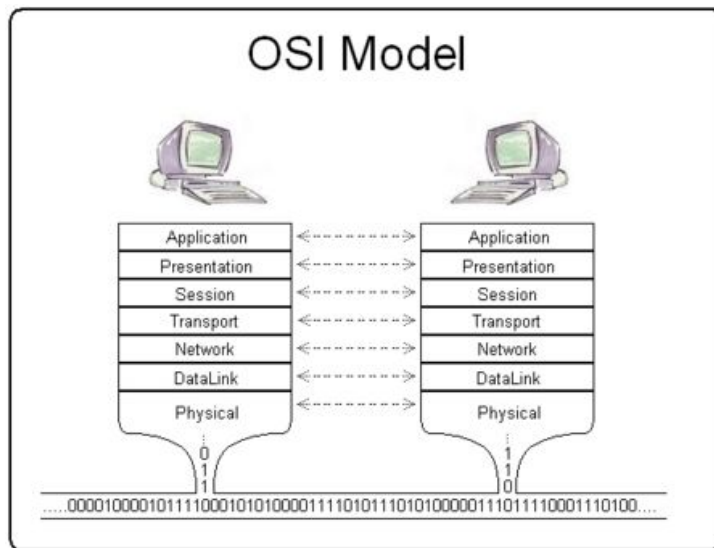 OSI Model
Application Application
Presentation Presentation
Session Session
Transport Transport
Network Network
DataLink DataLink
Physical Physical
:
0
1
1
:
1
1
0
.....0000100001011110001010100001111010111010100000111011110001110100....